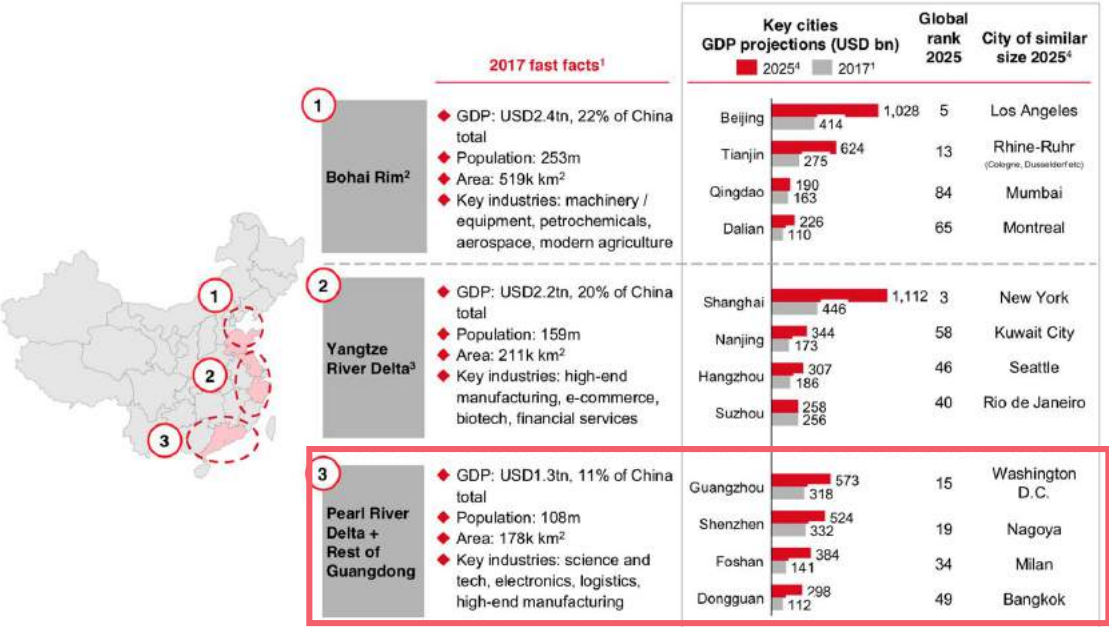 Key cities
GDP projections (USD bn)
2025⁴ 2017¹
Global
rank
2025
City of similar
size 2025⁴
2017 fast facts¹
1
Bohai Rim²
◆ GDP: USD2.4tn, 22% of China
total
◆ Population: 253m
◆ Area: 519k km²
◆ Key industries: machinery /
equipment, petrochemicals,
aerospace, modern agriculture
Beijing 1,028 414 5 Los Angeles
Tianjin 624 275 13 Rhine-Ruhr
(Cologne, Dusselderf etc)
Qingdao 190 163 84 Mumbai
Dalian 226 110 65 Montreal
2
Yangtze
River Delta³
◆ GDP: USD2.2tn, 20% of China
total
◆ Population: 159m
◆ Area: 211k km²
◆ Key industries: high-end
manufacturing, e-commerce,
biotech, financial services
Shanghai 1,112 446 3 New York
Nanjing 344 173 58 Kuwait City
Hangzhou 307 186 46 Seattle
Suzhou 258 256 40 Rio de Janeiro
3
Pearl River
Delta +
Rest of
Guangdong
◆ GDP: USD1.3tn, 11% of China
total
◆ Population: 108m
◆ Area: 178k km²
◆ Key industries: science and
tech, electronics, logistics,
high-end manufacturing
Guangzhou 573 318 15 Washington
D.C.
Shenzhen 524 332 19 Nagoya
Foshan 384 141 34 Milan
Dongguan 298 112 49 Bangkok
1
2
3